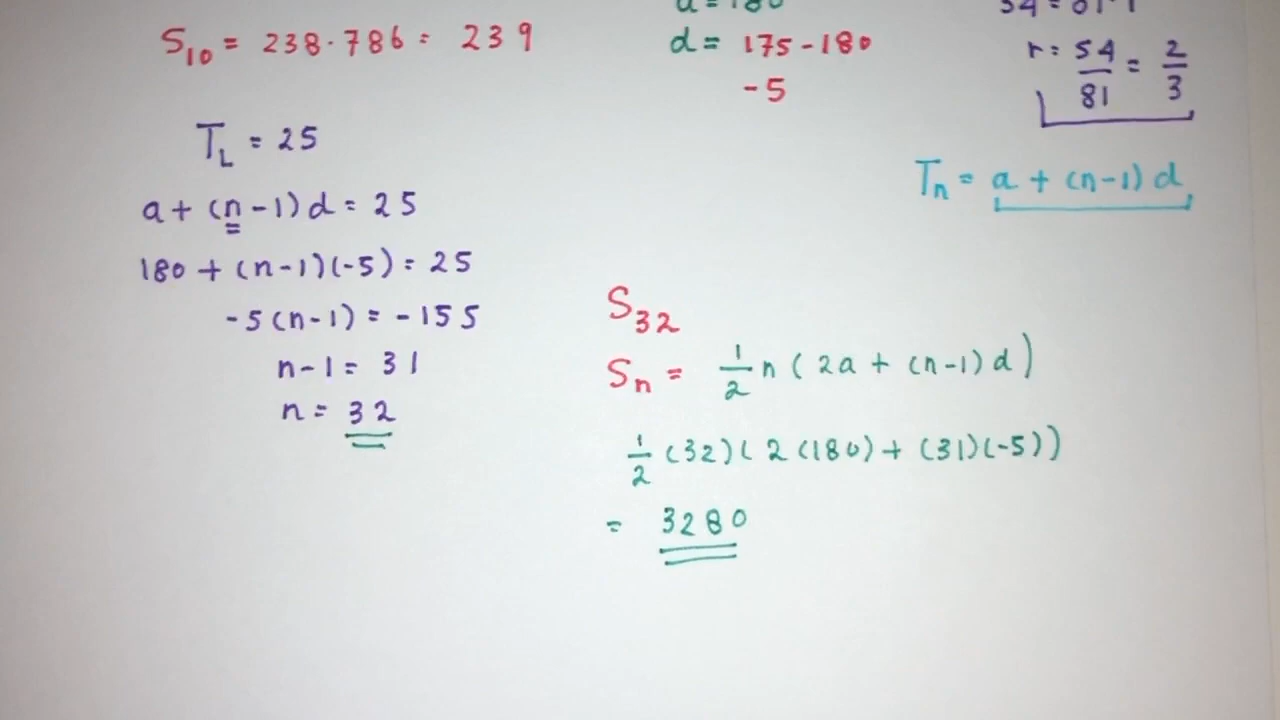 S₁₀ = 238.786 = 239
T_L = 25
a + (n-1)d = 25
180 + (n-1)(-5) = 25
-5(n-1) = -155
n-1 = 31
n = 32
a = 180
d = 175 - 180
-5
r = 54/81 = 2/3
Tₙ = a + (n-1)d
S₃₂
Sₙ = 1/2 n (2a + (n-1)d)
1/2 (32)(2(180) + (31)(-5))
= 3280